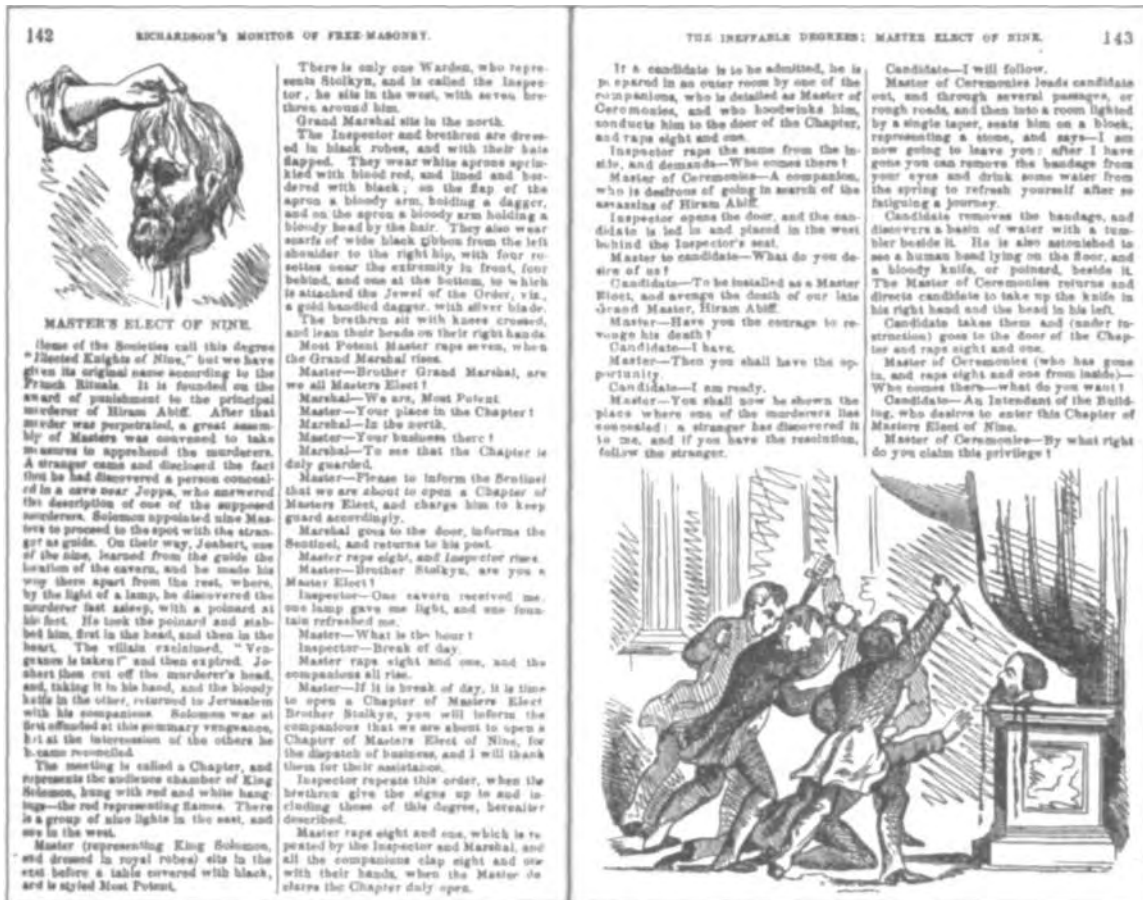 142
RICHARDSON'S MONITOR OF FREE-MASONRY.
MASTER'S ELECT OF NINE.
Some of the Societies call this degree
"Elected Knights of Nine," but we have
given its original name according to the
French Rituals. It is founded on the
award of punishment to the principal
murderer of Hiram Abiff. After that
murder was perpetrated, a great assem-
bly of Masters was convened to take
measures to apprehend the murderers.
A stranger came and disclosed the fact
that he had discovered a person conceal-
ed in a cave near Joppa, who answered
the description of one of the supposed
murderers. Solomon appointed nine Mas-
ters to proceed to the spot with the stran-
ger as guide. On their way, Joabert, one
of the nine, learned from the guide the
location of the cavern, and he made his
way there apart from the rest, where,
by the light of a lamp, he discovered the
murderer fast asleep, with a poinard at
his feet. He took the poinard and stab-
bed him, first in the head, and then in the
heart. The villain exclaimed, "Ven-
geance is taken!" and then expired. Jo-
abert then cut off the murderer's head,
and, taking it in his hand, and the bloody
knife in the other, returned to Jerusalem
with his companions. Solomon was at
first offended at this summary vengeance,
but at the intercession of the others he
became reconciled.
The meeting is called a Chapter, and
represents the audience chamber of King
Solomon, hung with red and white hang-
ings—the red representing flames. There
is a group of nine lights in the east, and
one in the west.
Master (representing King Solomon,
and dressed in royal robes) sits in the
east before a table covered with black,
and is styled Most Potent.
There is only one Warden, who repre-
sents Stolkyn, and is called the Inspec-
tor, he sits in the west, with seven bre-
thren around him.
Grand Marshal sits in the north.
The Inspector and brethren are dress-
ed in black robes, and with their hats
flapped. They wear white aprons sprin-
kled with blood red, and lined and bor-
dered with black; on the flap of the
apron a bloody arm, holding a dagger,
and on the apron a bloody arm holding a
bloody head by the hair. They also wear
scarfs of wide black ribbon from the left
shoulder to the right hip, with four ro-
settes near the extremity in front, four
behind, and one at the bottom, to which
is attached the Jewel of the Order, viz.,
a gold handled dagger, with silver blade.
The brethren sit with knees crossed,
and lean their heads on their right hands.
Most Potent Master raps seven, when
the Grand Marshal rises.
Master—Brother Grand Marshal, are
we all Masters Elect?
Marshal—We are, Most Potent.
Master—Your place in the Chapter?
Marshal—In the north.
Master—Your business there?
Marshal—To see that the Chapter is
duly guarded.
Master—Please to inform the Sentinel
that we are about to open a Chapter of
Masters Elect, and charge him to keep
guard accordingly.
Marshal goes to the door, informs the
Sentinel, and returns to his post.
Master raps eight, and Inspector rises.
Master—Brother Stolkyn, are you a
Master Elect?
Inspector—One cavern received me,
one lamp gave me light, and one foun-
tain refreshed me.
Master—What is the hour?
Inspector—Break of day.
Master raps eight and one, and the
companions all rise.
Master—If it is break of day, it is time
to open a Chapter of Masters Elect.
Brother Stolkyn, you will inform the
companions that we are about to open a
Chapter of Masters Elect of Nine, for
the dispatch of business, and I will thank
them for their assistance.
Inspector repeats this order, when the
brethren give the signs up to and in-
cluding those of this degree, hereafter
described.
Master raps eight and one, which is re-
peated by the Inspector and Marshal, and
all the companions clap eight and one
with their hands, when the Master de-
clares the Chapter duly open.
THE INEFFABLE DEGREES; MASTER ELECT OF NINE.
143
If a candidate is to be admitted, he is
prepared in an outer room by one of the
companions, who is detailed as Master of
Ceremonies, and who hoodwinks him,
conducts him to the door of the Chapter,
and raps eight and one.
Inspector raps the same from the in-
side, and demands—Who comes there?
Master of Ceremonies—A companion,
who is desirous of going in search of the
assassins of Hiram Abiff.
Inspector opens the door, and the can-
didate is led in and placed in the west
behind the Inspector's seat.
Master to candidate—What do you de-
sire of us?
Candidate—To be installed as a Master
Elect, and avenge the death of our late
Grand Master, Hiram Abiff.
Master—Have you the courage to re-
venge his death?
Candidate—I have.
Master—Then you shall have the op-
portunity.
Candidate—I am ready.
Master—You shall now be shown the
place where one of the murderers lies
concealed: a stranger has discovered it
to me, and if you have the resolution,
follow the stranger.
Candidate—I will follow.
Master of Ceremonies leads candidate
out, and through several passages, or
rough roads, and then into a room lighted
by a single taper, seats him on a block,
representing a stone, and says—I am
now going to leave you: after I have
gone you can remove the bandage from
your eyes and drink some water from
the spring to refresh yourself after so
fatiguing a journey.
Candidate removes the bandage, and
discovers a basin of water with a tum-
bler beside it. He is also astonished to
see a human head lying on the floor, and
a bloody knife, or poinard, beside it.
The Master of Ceremonies returns and
directs candidate to take up the knife in
his right hand and the head in his left.
Candidate takes them and (under in-
struction) goes to the door of the Chap-
ter and raps eight and one.
Master of Ceremonies (who has gone
in, and raps eight and one from inside)—
Who comes there—what do you want?
Candidate—An Intendant of the Build-
ing, who desires to enter this Chapter of
Masters Elect of Nine.
Master of Ceremonies—By what right
do you claim this privilege?